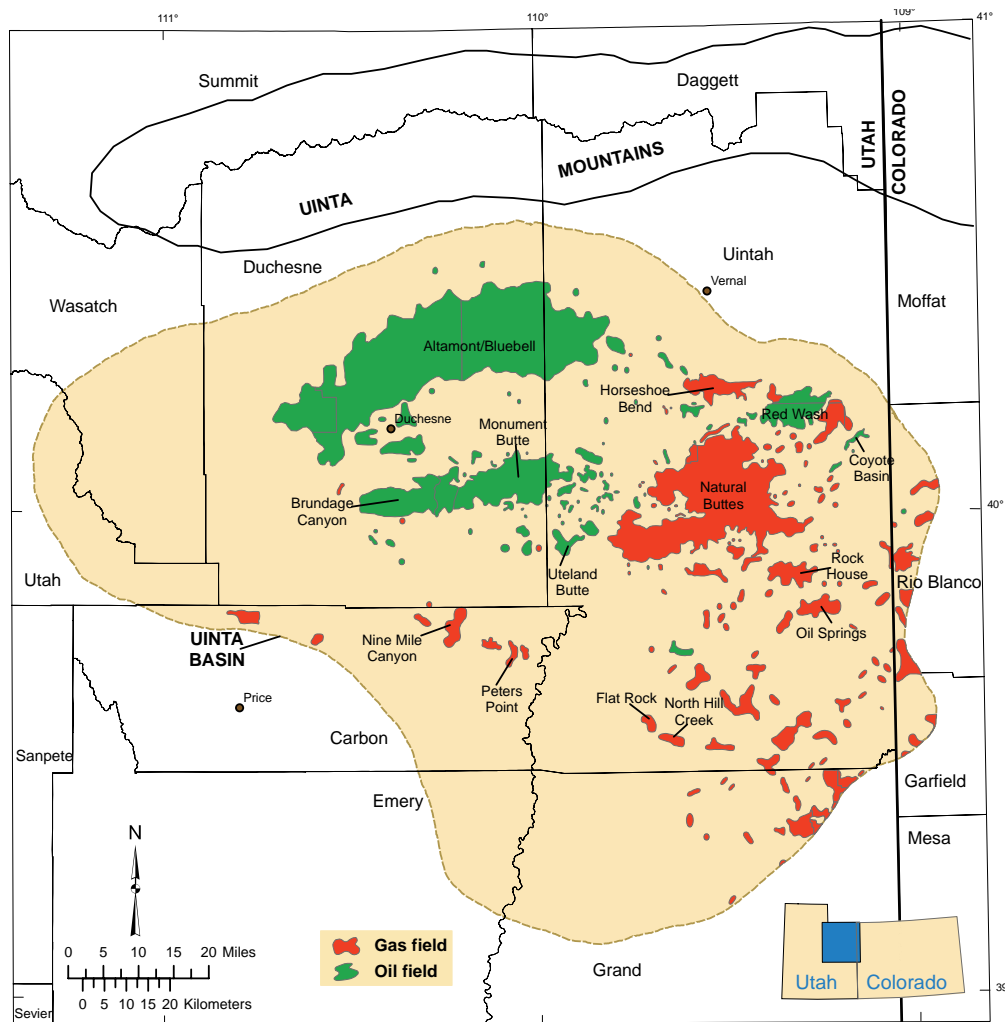 111°
110°
109°
41°
Summit
Daggett
UTAH
COLORADO
UINTA
MOUNTAINS
Duchesne
Uintah
Vernal
Wasatch
Moffat
Altamont/Bluebell
Horseshoe
Bend
Red Wash
Duchesne
Monument
Butte
Coyote
Basin
Natural
Buttes
Brundage
Canyon
40°
Rock
House
Uteland
Butte
Utah
Rio Blanco
Oil Springs
UINTA
BASIN
Nine Mile
Canyon
Peters
Point
Price
Flat Rock
North Hill
Creek
Carbon
Sanpete
Emery
Garfield
Mesa
N
0 5 10 15 20 Miles
0 5 10 15 20 Kilometers
Gas field
Oil field
Grand
Utah
Colorado
39
Sevier